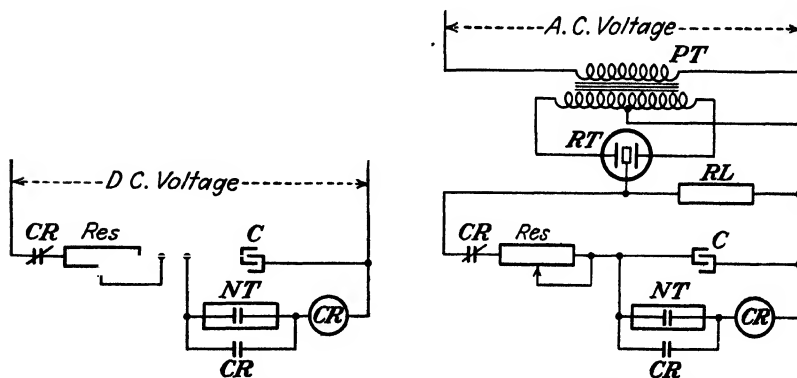 D C. Voltage
CR
Res
C
NT
CR
CR
A. C. Voltage
PT
RT
RL
CR
Res
C
NT
CR
CR